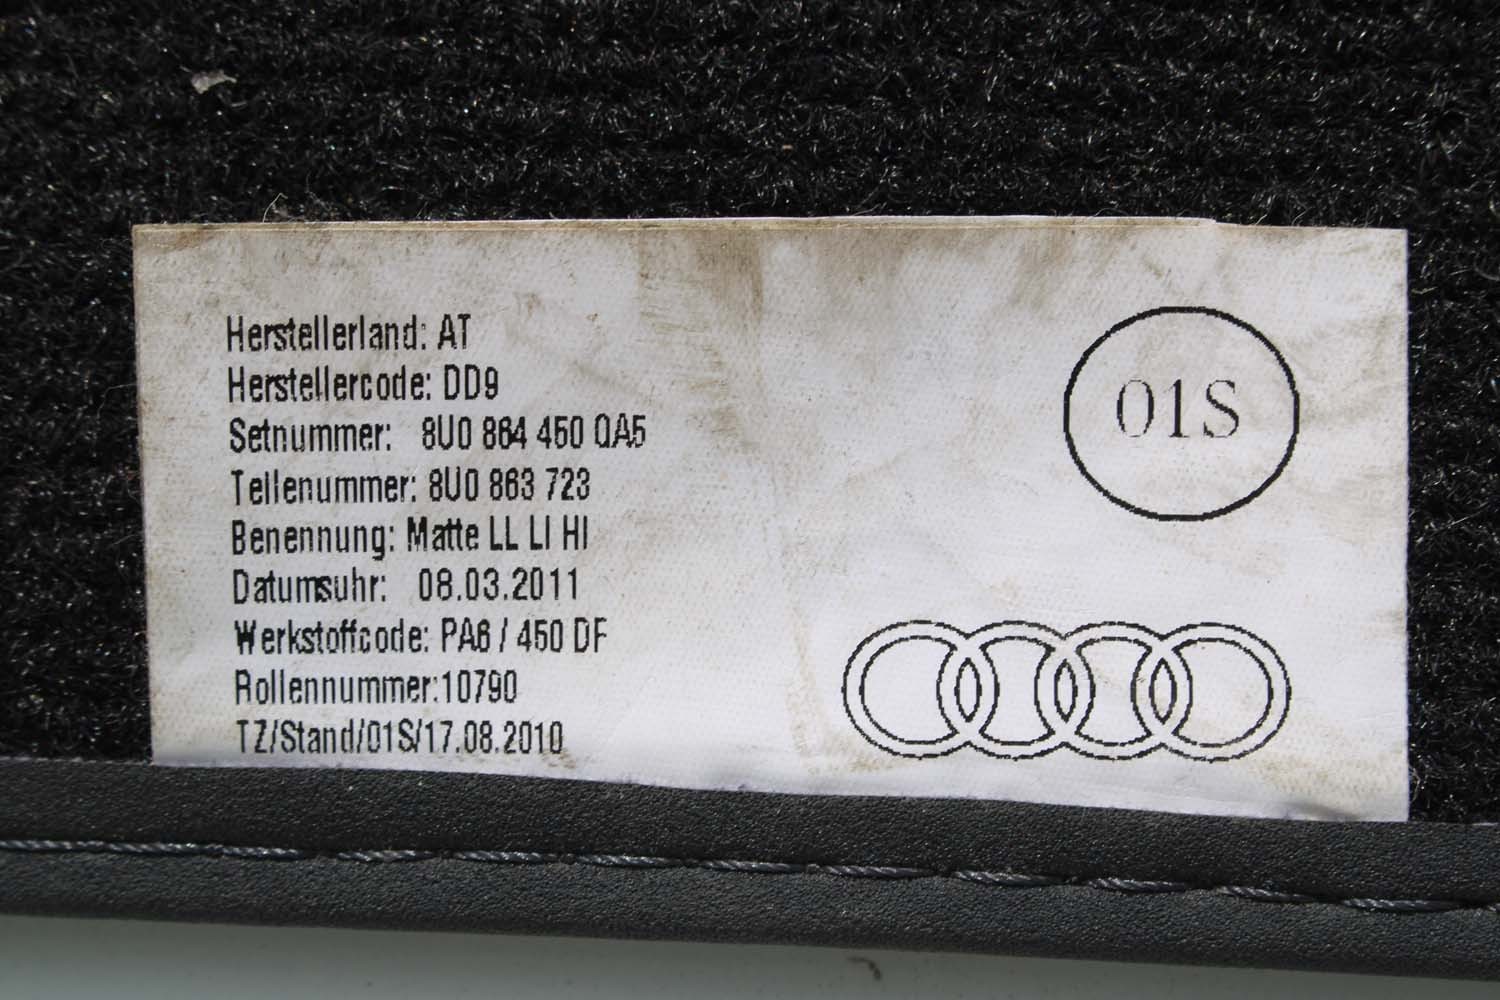 Herstellerland: AT
Herstellercode: DD9
Setnummer: 8U0 864 450 QA5
Teilenummer: 8U0 863 723
Benennung: Matte LL LI HI
Datumsuhr: 08.03.2011
Werkstoffcode: PA6 / 450 DF
Rollennummer:10790
TZ/Stand/01S/17.08.2010
01S